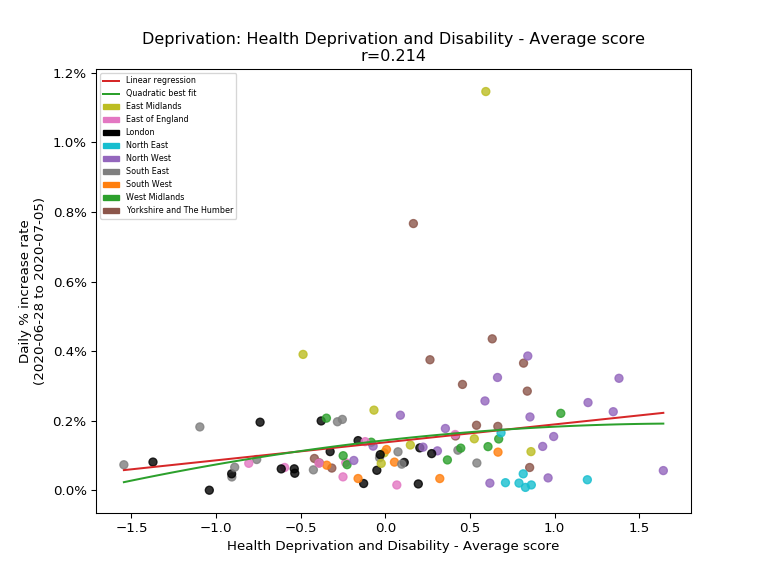 Deprivation: Health Deprivation and Disability - Average score
r=0.214
1.2%
1.0%
0.8%
0.6%
0.4%
0.2%
0.0%
Daily % increase rate
(2020-06-28 to 2020-07-05)
Linear regression
Quadratic best fit
East Midlands
East of England
London
North East
North West
South East
South West
West Midlands
Yorkshire and The Humber
−1.5 −1.0 −0.5 0.0 0.5 1.0 1.5
Health Deprivation and Disability - Average score